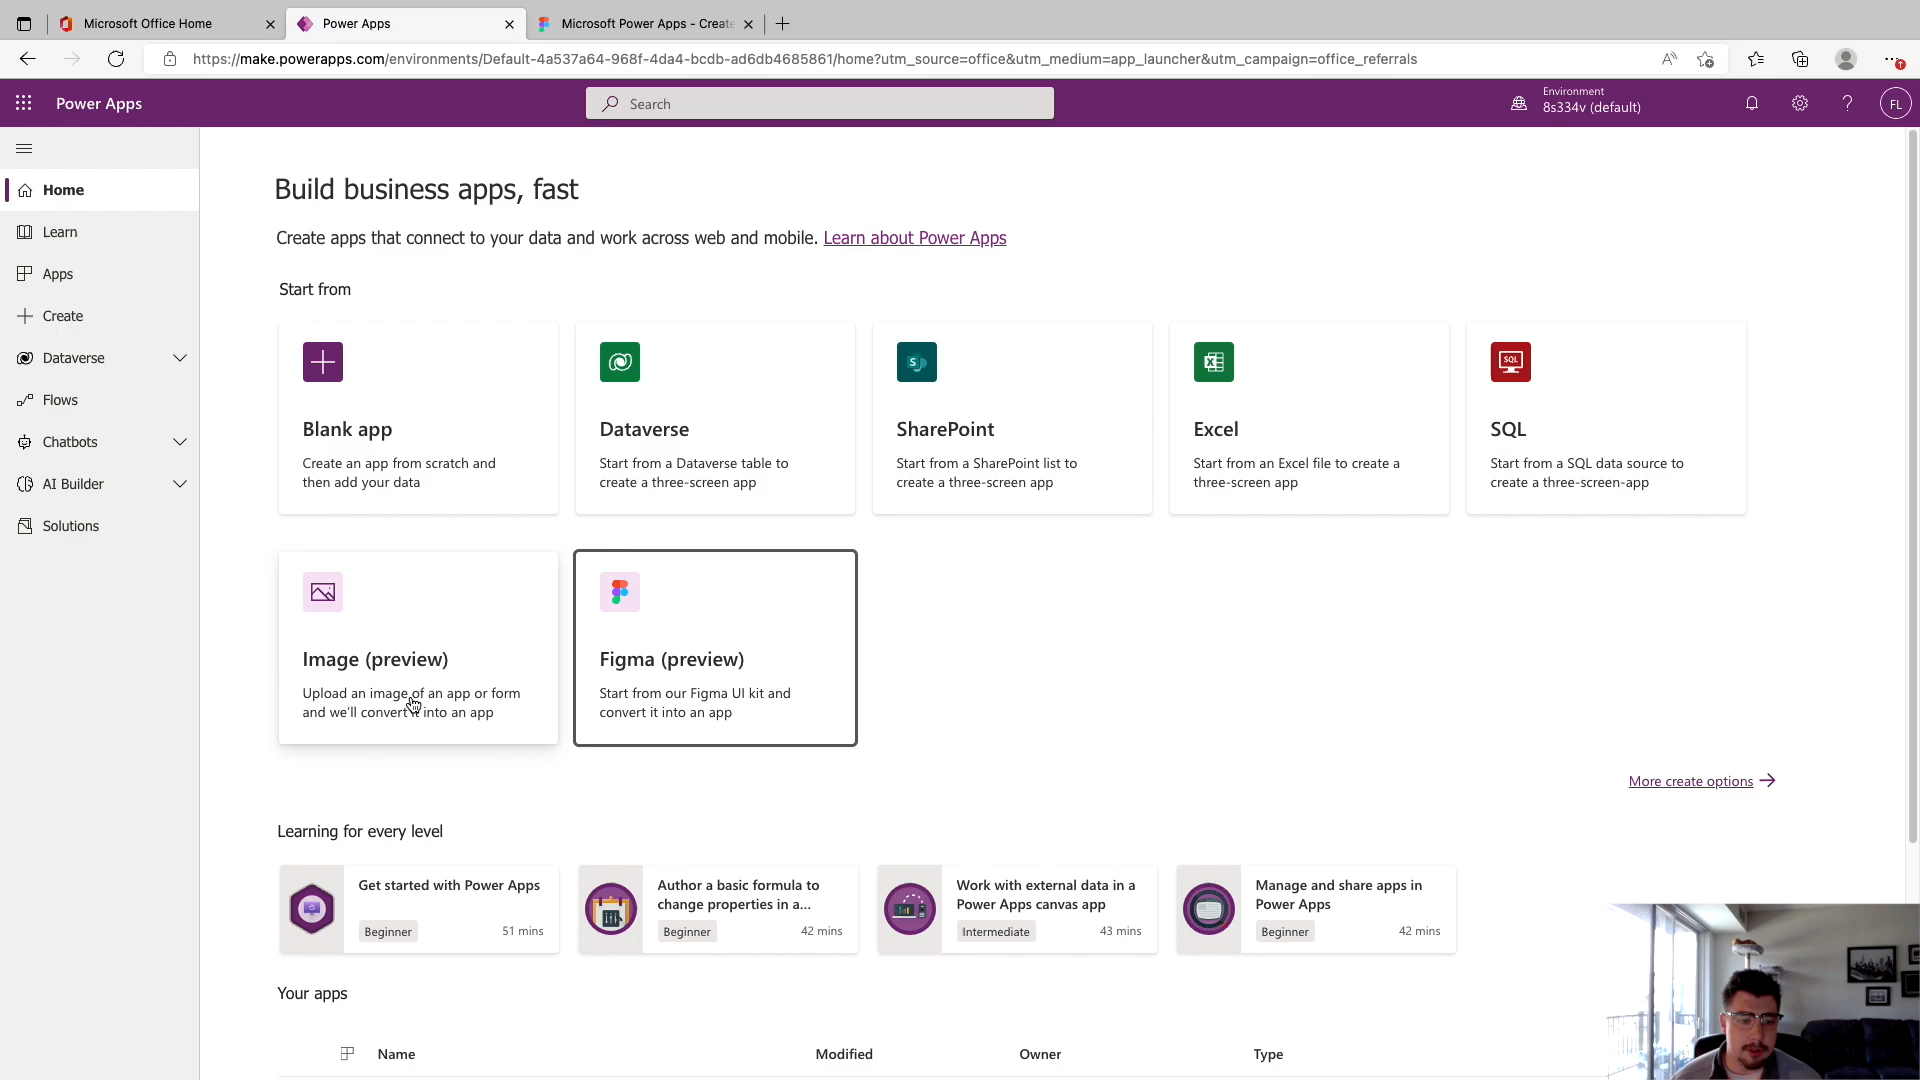 Microsoft Office Home
Power Apps
Microsoft Power Apps - Create
https://make.powerapps.com/environments/Default-4a537a64-968f-4da4-bcdb-ad6db4685861/home?utm_source=office&utm_medium=app_launcher&utm_campaign=office_referrals
Power Apps
Search
Environment
8s334v (default)
FL
Home
Learn
Apps
Create
Dataverse
Flows
Chatbots
AI Builder
Solutions
Build business apps, fast
Create apps that connect to your data and work across web and mobile. Learn about Power Apps
Start from
Blank app
Create an app from scratch and
then add your data
Dataverse
Start from a Dataverse table to
create a three-screen app
SharePoint
Start from a SharePoint list to
create a three-screen app
Excel
Start from an Excel file to create a
three-screen app
SQL
SQL
Start from a SQL data source to
create a three-screen-app
Image (preview)
Upload an image of an app or form
and we'll convert it into an app
Figma (preview)
Start from our Figma UI kit and
convert it into an app
More create options
Learning for every level
Get started with Power Apps
Beginner 51 mins
Author a basic formula to
change properties in a...
Beginner 42 mins
Work with external data in a
Power Apps canvas app
Intermediate 43 mins
Manage and share apps in
Power Apps
Beginner 42 mins
Your apps
Name Modified Owner Type